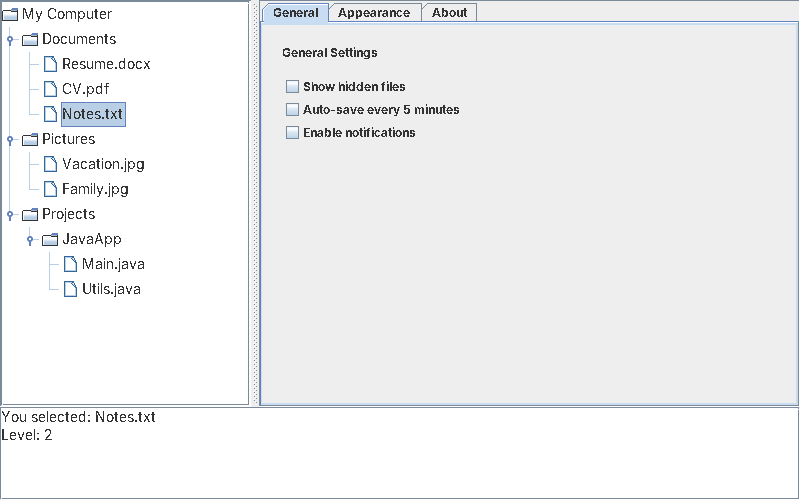 My Computer
Documents
Resume.docx
CV.pdf
Notes.txt
Pictures
Vacation.jpg
Family.jpg
Projects
JavaApp
Main.java
Utils.java
General Appearance About
General Settings
Show hidden files
Auto-save every 5 minutes
Enable notifications
You selected: Notes.txt
Level: 2